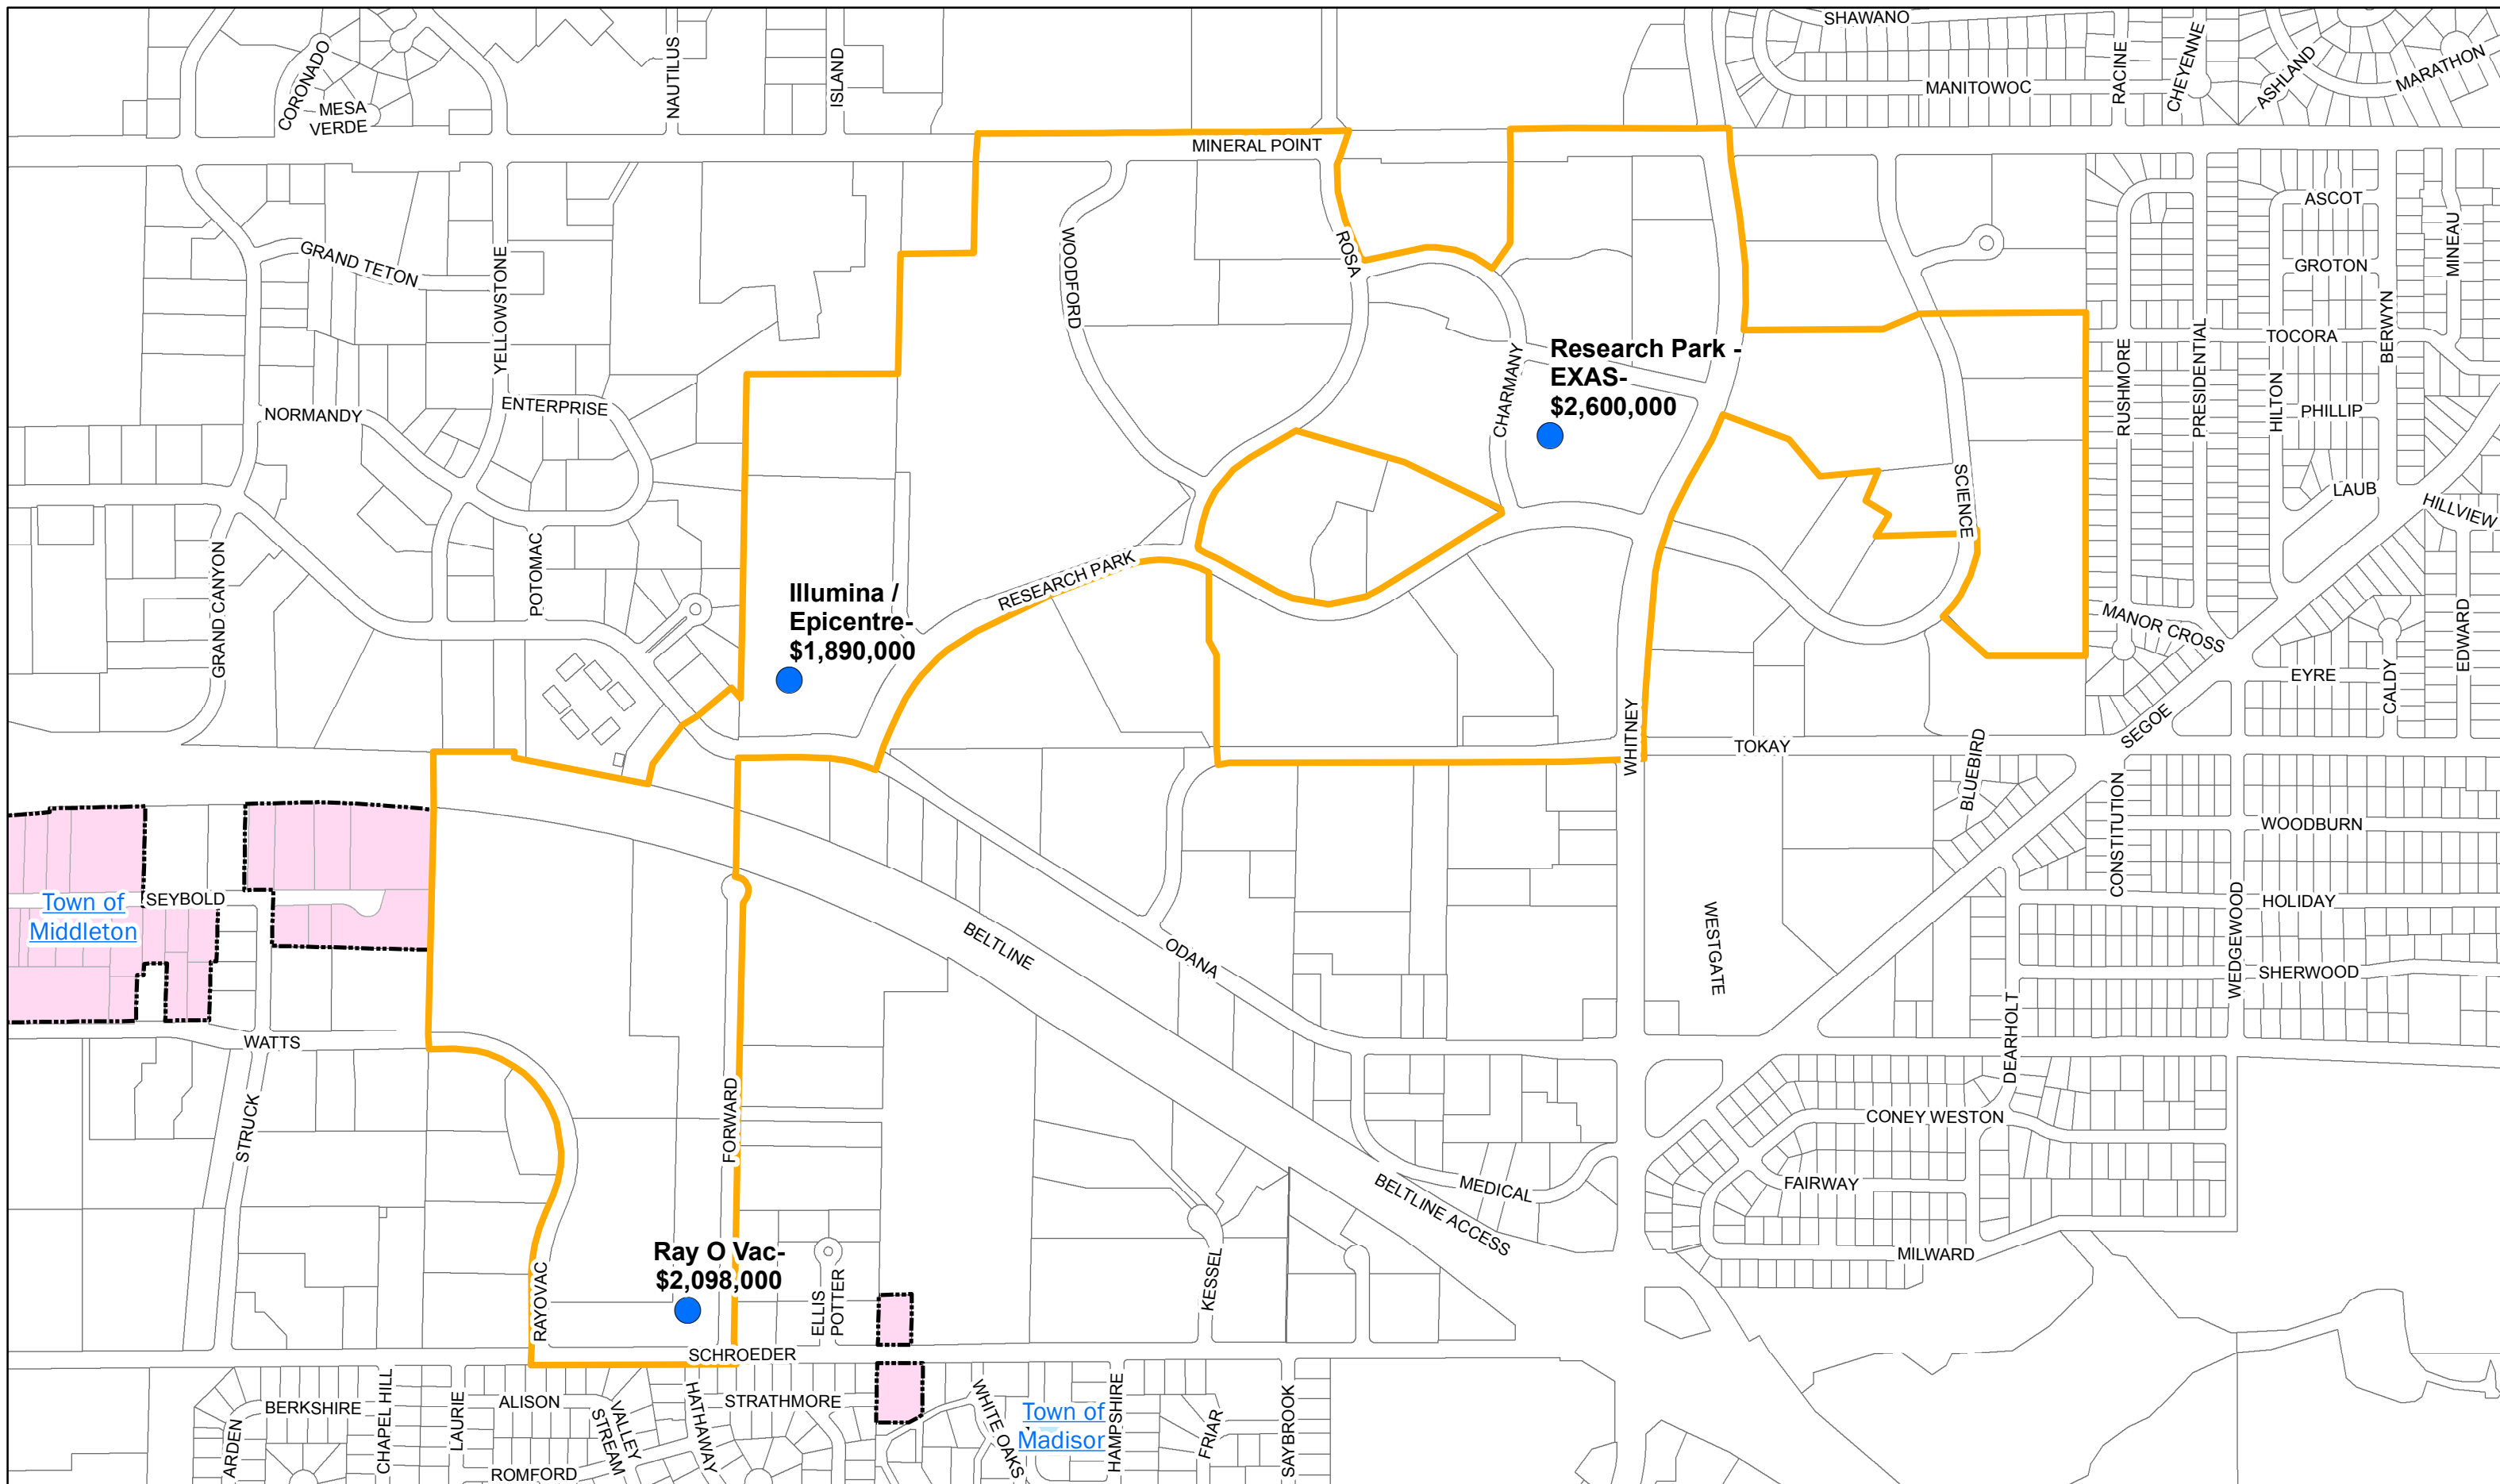 SHAWANO
MANITOWOC
RACINE
CHEYENNE
ASHLAND
MARATHON
CORONADO
MESA
VERDE
NAUTILUS
ISLAND
MINERAL POINT
GRAND TETON
YELLOWSTONE
WOODFORD
ROSA
ASCOT
GROTON
MINEAU
BERWYN
TOCORA
RUSHMORE
PRESIDENTIAL
HILTON
PHILLIP
LAUB
HILLVIEW
NORMANDY
ENTERPRISE
CHARMANY
Research Park -
EXAS-
$2,600,000
SCIENCE
GRAND CANYON
POTOMAC
RESEARCH PARK
Illumina /
Epicentre-
$1,890,000
MANOR CROSS
EYRE
CALDY
EDWARD
SEGOE
WHITNEY
TOKAY
BLUEBIRD
CONSTITUTION
WOODBURN
WEDGEWOOD
HOLIDAY
SHERWOOD
Town of
Middleton
SEYBOLD
BELTLINE
ODANA
WESTGATE
DEARHOLT
WATTS
STRUCK
FORWARD
CONEY WESTON
FAIRWAY
MILWARD
MEDICAL
BELTLINE ACCESS
KESSEL
Ray O Vac-
$2,098,000
RAYOVAC
ELLIS
POTTER
SCHROEDER
BERKSHIRE
ARDEN
CHAPEL HILL
LAURIE
ALISON
VALLEY
STREAM
HATHAWAY
STRATHMORE
WHITE OAKS
Town of
Madisor
HAMPSHIRE
FRIAR
SAYBROOK
ROMFORD